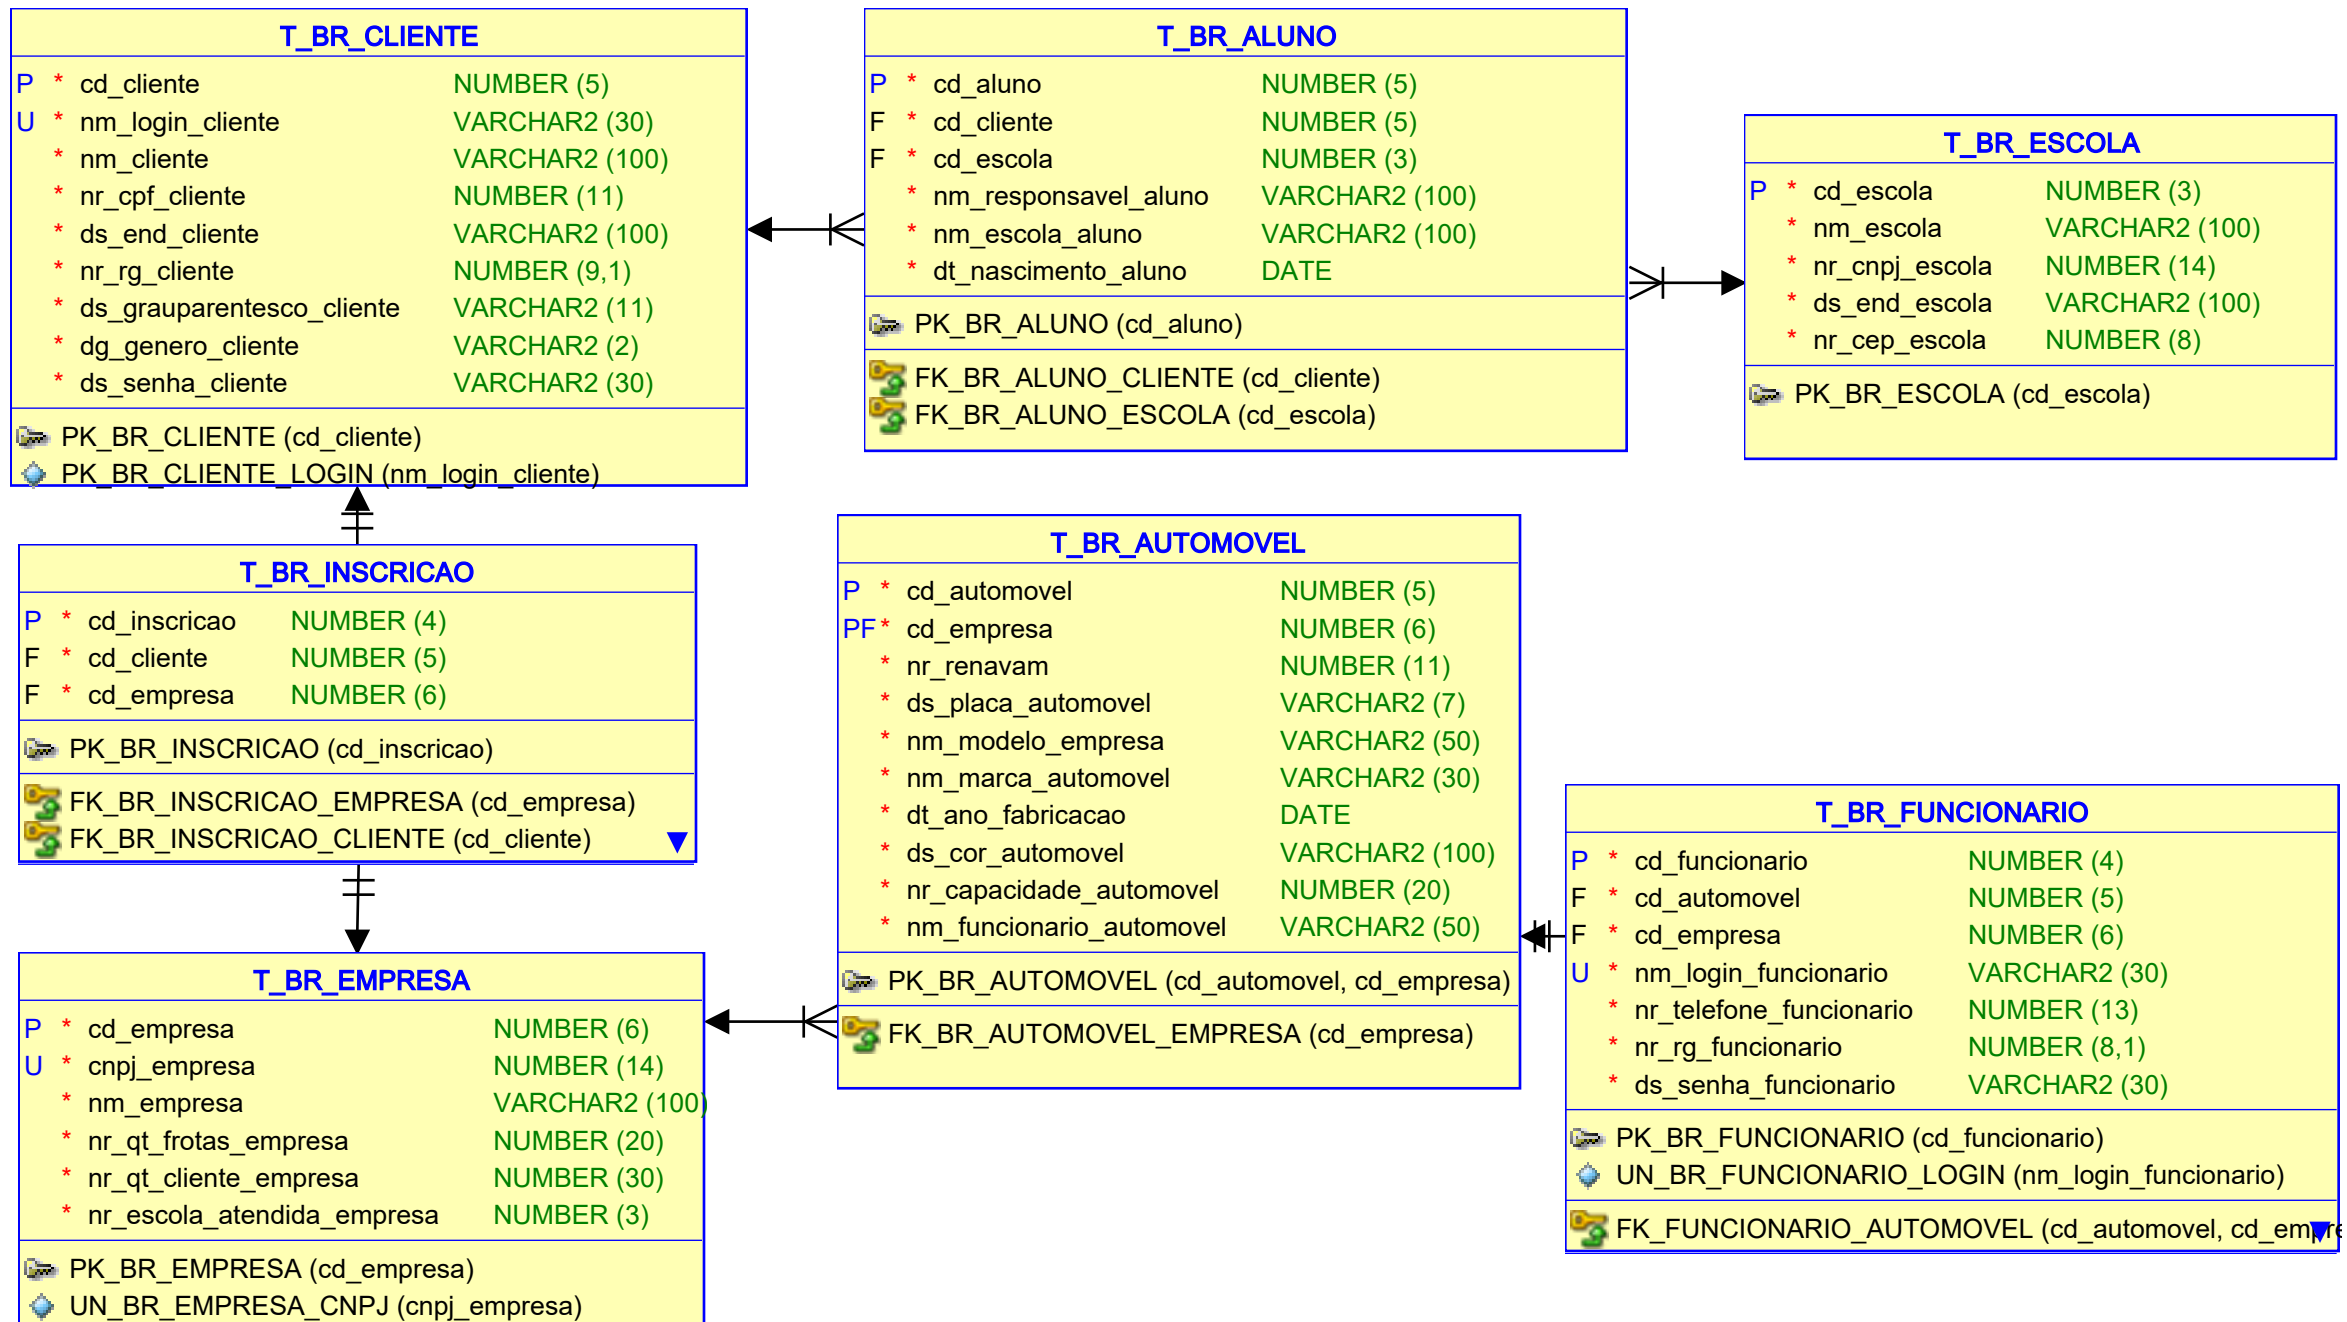 T_BR_CLIENTE
P * cd_cliente NUMBER (5)
U * nm_login_cliente VARCHAR2 (30)
* nm_cliente VARCHAR2 (100)
* nr_cpf_cliente NUMBER (11)
* ds_end_cliente VARCHAR2 (100)
* nr_rg_cliente NUMBER (9,1)
* ds_grauparentesco_cliente VARCHAR2 (11)
* dg_genero_cliente VARCHAR2 (2)
* ds_senha_cliente VARCHAR2 (30)
PK_BR_CLIENTE (cd_cliente)
PK_BR_CLIENTE_LOGIN (nm_login_cliente)
T_BR_ALUNO
P * cd_aluno NUMBER (5)
F * cd_cliente NUMBER (5)
F * cd_escola NUMBER (3)
* nm_responsavel_aluno VARCHAR2 (100)
* nm_escola_aluno VARCHAR2 (100)
* dt_nascimento_aluno DATE
PK_BR_ALUNO (cd_aluno)
FK_BR_ALUNO_CLIENTE (cd_cliente)
FK_BR_ALUNO_ESCOLA (cd_escola)
T_BR_ESCOLA
P * cd_escola NUMBER (3)
* nm_escola VARCHAR2 (100)
* nr_cnpj_escola NUMBER (14)
* ds_end_escola VARCHAR2 (100)
* nr_cep_escola NUMBER (8)
PK_BR_ESCOLA (cd_escola)
T_BR_INSCRICAO
P * cd_inscricao NUMBER (4)
F * cd_cliente NUMBER (5)
F * cd_empresa NUMBER (6)
PK_BR_INSCRICAO (cd_inscricao)
FK_BR_INSCRICAO_EMPRESA (cd_empresa)
FK_BR_INSCRICAO_CLIENTE (cd_cliente)
T_BR_AUTOMOVEL
P * cd_automovel NUMBER (5)
PF * cd_empresa NUMBER (6)
* nr_renavam NUMBER (11)
* ds_placa_automovel VARCHAR2 (7)
* nm_modelo_empresa VARCHAR2 (50)
* nm_marca_automovel VARCHAR2 (30)
* dt_ano_fabricacao DATE
* ds_cor_automovel VARCHAR2 (100)
* nr_capacidade_automovel NUMBER (20)
* nm_funcionario_automovel VARCHAR2 (50)
PK_BR_AUTOMOVEL (cd_automovel, cd_empresa)
FK_BR_AUTOMOVEL_EMPRESA (cd_empresa)
T_BR_FUNCIONARIO
P * cd_funcionario NUMBER (4)
F * cd_automovel NUMBER (5)
F * cd_empresa NUMBER (6)
U * nm_login_funcionario VARCHAR2 (30)
* nr_telefone_funcionario NUMBER (13)
* nr_rg_funcionario NUMBER (8,1)
* ds_senha_funcionario VARCHAR2 (30)
PK_BR_FUNCIONARIO (cd_funcionario)
UN_BR_FUNCIONARIO_LOGIN (nm_login_funcionario)
FK_FUNCIONARIO_AUTOMOVEL (cd_automovel,
T_BR_EMPRESA
P * cd_empresa NUMBER (6)
U * cnpj_empresa NUMBER (14)
* nm_empresa VARCHAR2 (100)
* nr_qt_frotas_empresa NUMBER (20)
* nr_qt_cliente_empresa NUMBER (30)
* nr_escola_atendida_empresa NUMBER (3)
PK_BR_EMPRESA (cd_empresa)
UN_BR_EMPRESA_CNPJ (cnpj_empresa)